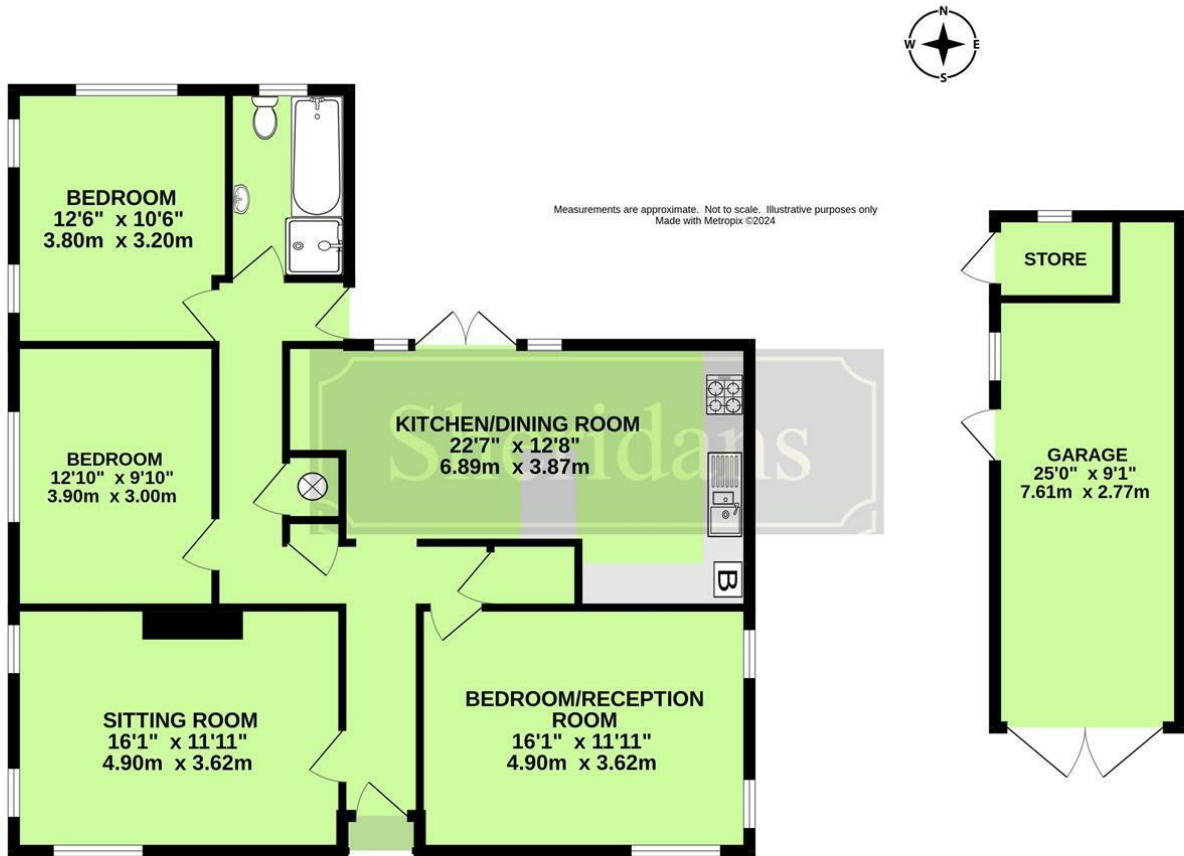 N
W E
S
Measurements are approximate. Not to scale. Illustrative purposes only
Made with Metropix ©2024
BEDROOM
12'6" x 10'6"
3.80m x 3.20m
STORE
KITCHEN/DINING ROOM
22'7" x 12'8"
6.89m x 3.87m
Sheridans
BEDROOM
12'10" x 9'10"
3.90m x 3.00m
GARAGE
25'0" x 9'1"
7.61m x 2.77m
B
SITTING ROOM
16'1" x 11'11"
4.90m x 3.62m
BEDROOM/RECEPTION
ROOM
16'1" x 11'11"
4.90m x 3.62m